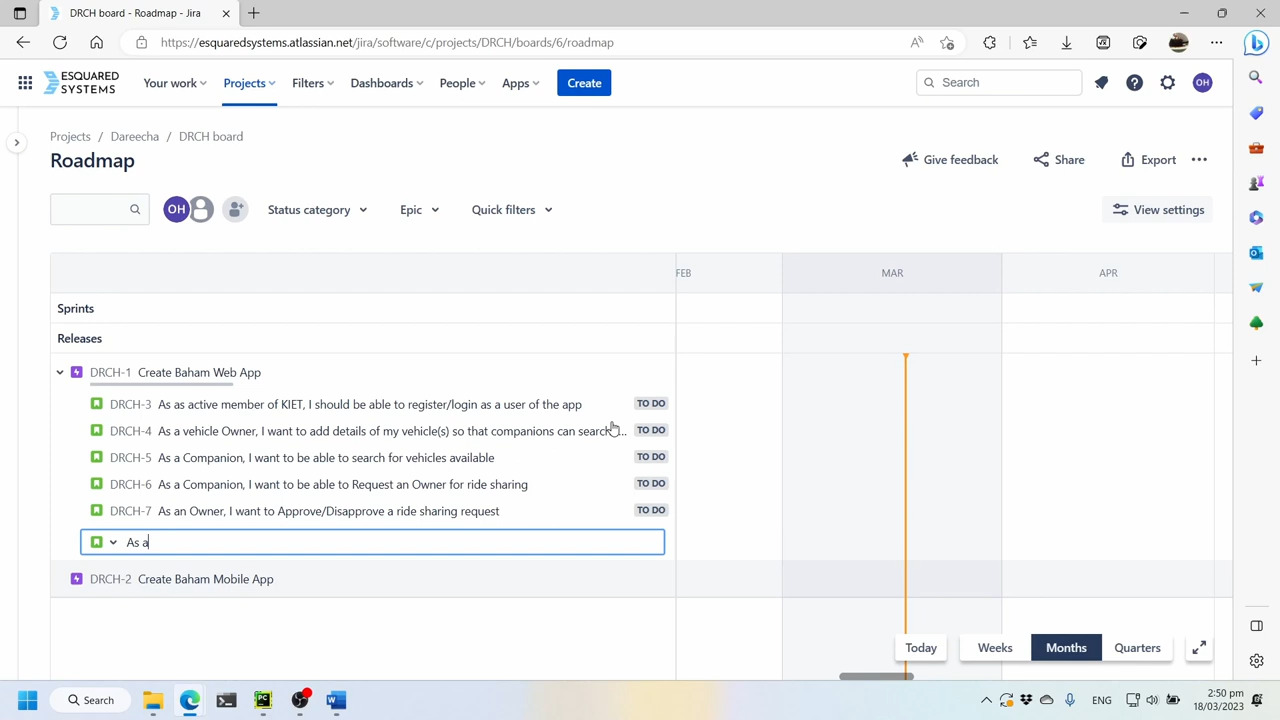 DRCH board - Roadmap - Jira
https://esquaredsystems.atlassian.net/jira/software/c/projects/DRCH/boards/6/roadmap
ESQUARED
SYSTEMS
Your work
Projects
Filters
Dashboards
People
Apps
Create
Search
OH
Projects / Dareecha / DRCH board
Roadmap
Give feedback
Share
Export
OH
Status category
Epic
Quick filters
View settings
FEB
MAR
APR
Sprints
Releases
DRCH-1 Create Baham Web App
DRCH-3 As as active member of KIET, I should be able to register/login as a user of the app TO DO
DRCH-4 As a vehicle Owner, I want to add details of my vehicle(s) so that companions can search... TO DO
DRCH-5 As a Companion, I want to be able to search for vehicles available TO DO
DRCH-6 As a Companion, I want to be able to Request an Owner for ride sharing TO DO
DRCH-7 As an Owner, I want to Approve/Disapprove a ride sharing request TO DO
As a
DRCH-2 Create Baham Mobile App
Today
Weeks
Months
Quarters
Search
ENG
2:50 pm
18/03/2023